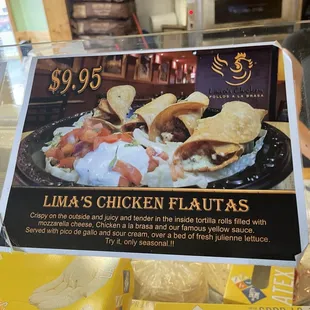 $9.95
POLLOS A LA BRASA
LIMA'S CHICKEN FLAUTAS
Crispy on the outside and juicy and tender in the inside tortilla rolls filled with
mozzarella cheese, Chicken a la brasa and our famous yellow sauce.
Served with pico de gallo and sour cream, over a bed of fresh julienne lettuce.
Try it, only seasonal.!!